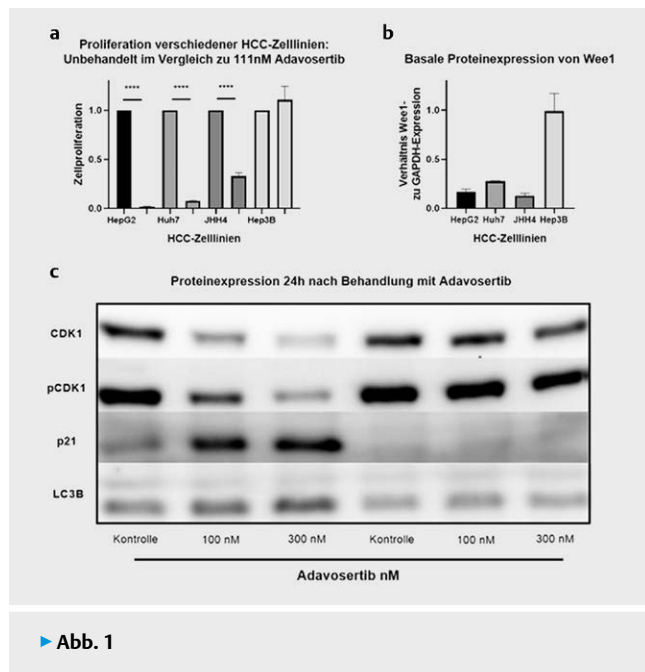 a
Proliferation verschiedener HCC-Zelllinien:
Unbehandelt im Vergleich zu 111nM Adavosertib
**** **** ****
Zellproliferation
1.0
0.5
0.0
HepG2 Huh7 JHH4 Hep3B
HCC-Zelllinien
b
Basale Proteinexpression von Wee1
Verhältnis Wee1-
zu GAPDH-Expression
1.0
0.5
0.0
HepG2 Huh7 JHH4 Hep3B
HCC-Zelllinien
c
Proteinexpression 24h nach Behandlung mit Adavosertib
CDK1
pCDK1
p21
LC3B
Kontrolle 100 nM 300 nM Kontrolle 100 nM 300 nM
Adavosertib nM
► Abb. 1